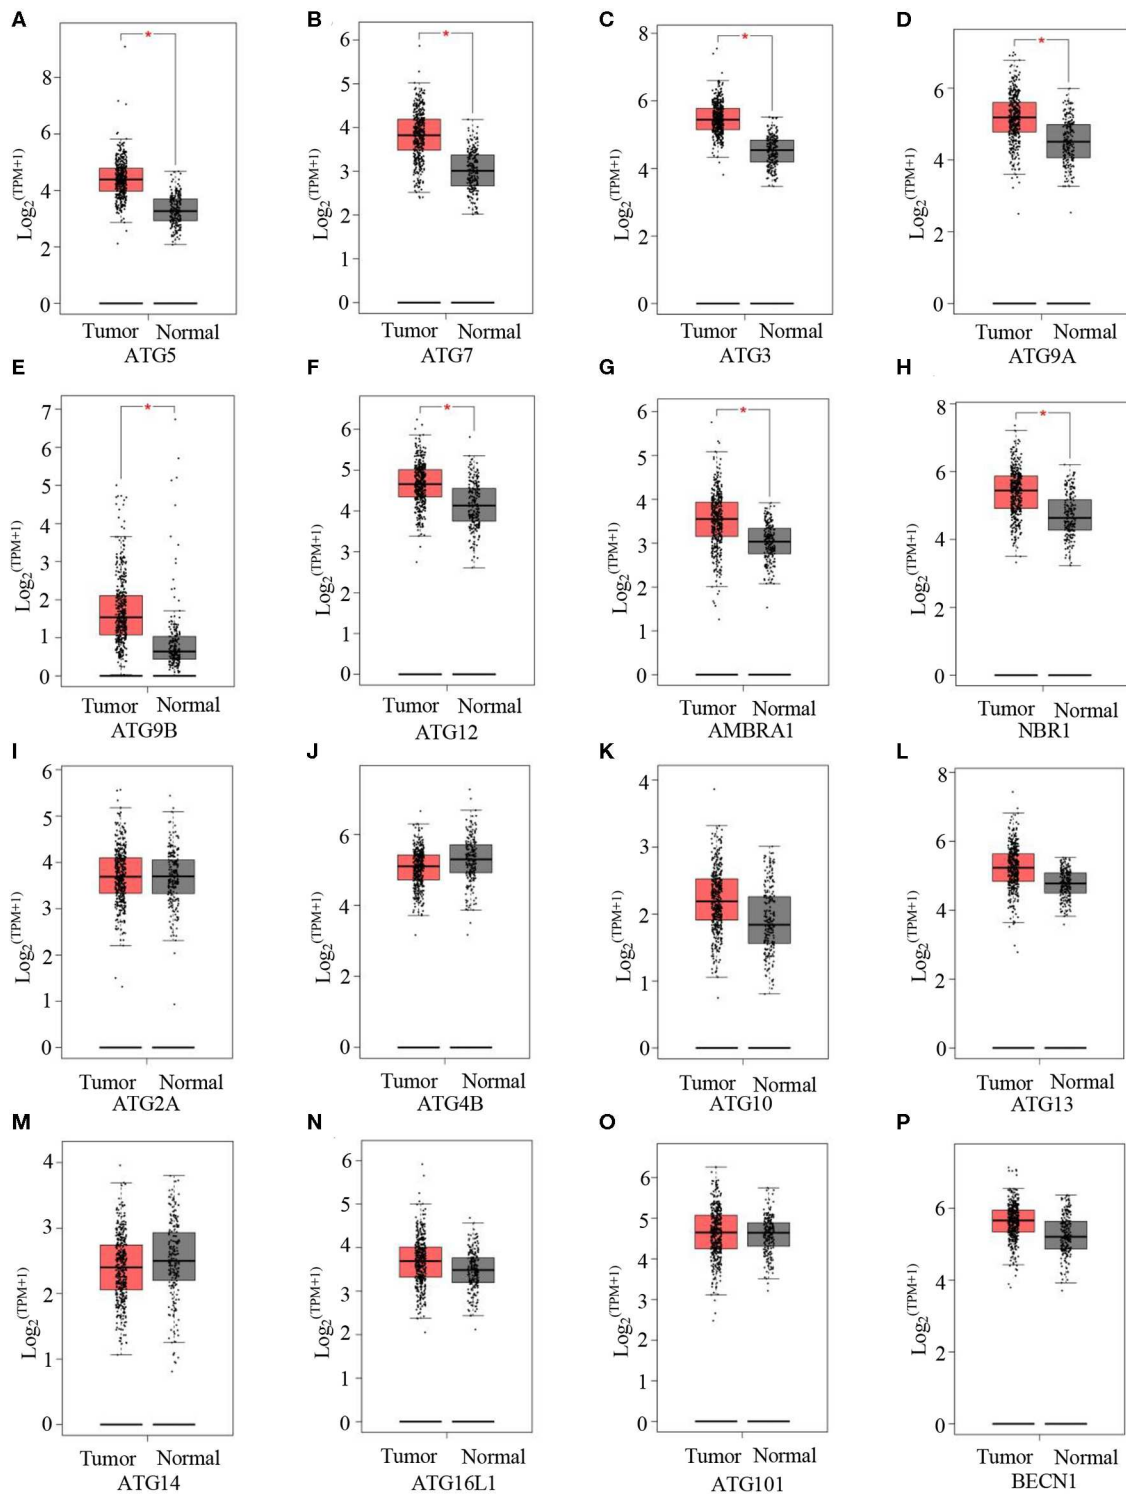 A
B
C
D
*
*
*
*
8
6
4
2
0
Log2(TPM+1)
Tumor Normal
ATG5
6
5
4
3
2
1
0
Log2(TPM+1)
Tumor Normal
ATG7
8
6
4
2
0
Log2(TPM+1)
Tumor Normal
ATG3
6
4
2
0
Log2(TPM+1)
Tumor Normal
ATG9A
E
F
G
H
*
*
*
*
7
6
5
4
3
2
1
0
Log2(TPM+1)
Tumor Normal
ATG9B
6
5
4
3
2
1
0
Log2(TPM+1)
Tumor Normal
ATG12
6
5
4
3
2
1
0
Log2(TPM+1)
Tumor Normal
AMBRA1
8
6
4
2
0
Log2(TPM+1)
Tumor Normal
NBR1
I
J
K
L
6
5
4
3
2
1
0
Log2(TPM+1)
Tumor Normal
ATG2A
6
4
2
0
Log2(TPM+1)
Tumor Normal
ATG4B
4
3
2
1
0
Log2(TPM+1)
Tumor Normal
ATG10
8
6
4
2
0
Log2(TPM+1)
Tumor Normal
ATG13
M
N
O
P
4
3
2
1
0
Log2(TPM+1)
Tumor Normal
ATG14
6
5
4
3
2
1
0
Log2(TPM+1)
Tumor Normal
ATG16L1
6
5
4
3
2
1
0
Log2(TPM+1)
Tumor Normal
ATG101
6
4
2
0
Log2(TPM+1)
Tumor Normal
BECN1